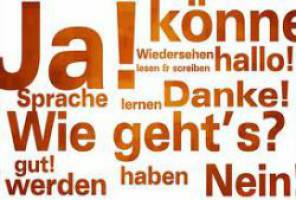 Ja!
könne
Wiedersehen
lesen & screiben
hallo!
Sprache
lernen
Danke!
Wie geht's?
gut!
werden
haben
Nein!